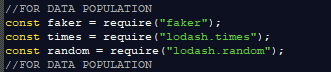 //FOR DATA POPULATION
const faker = require("faker");
const times = require("lodash.times");
const random = require("lodash.random");
//FOR DATA POPULATION